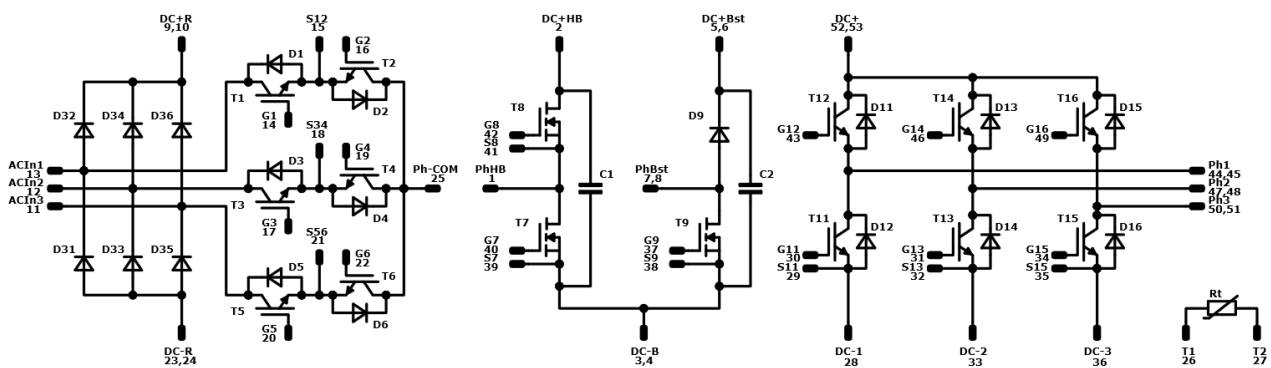 DC+R
9,10
S12
15
G2
16
D1
T2
T1
D2
G1
14
D32
D34
D36
S34
18
G4
19
D3
T4
ACIn1
13
ACIn2
12
ACIn3
11
Ph-COM
25
T3
D4
G3
17
S56
21
G6
22
D31
D33
D35
D5
T6
T5
D6
G5
20
DC-R
23,24
DC+HB
2
DC+Bst
5,6
T8
G8
42
S8
41
D9
PhHB
1
C1
PhBst
7,8
C2
T7
G7
40
S7
39
T9
G9
37
S9
38
DC-B
3,4
DC+
52,53
T12
D11
T14
D13
T16
D15
G12
43
G14
46
G16
49
Ph1
44,45
Ph2
47,48
Ph3
50,51
T11
D12
T13
D14
T15
D16
G11
30
S11
29
G13
31
S13
32
G15
34
S15
35
DC-1
28
DC-2
33
DC-3
36
Rt
T1
26
T2
27